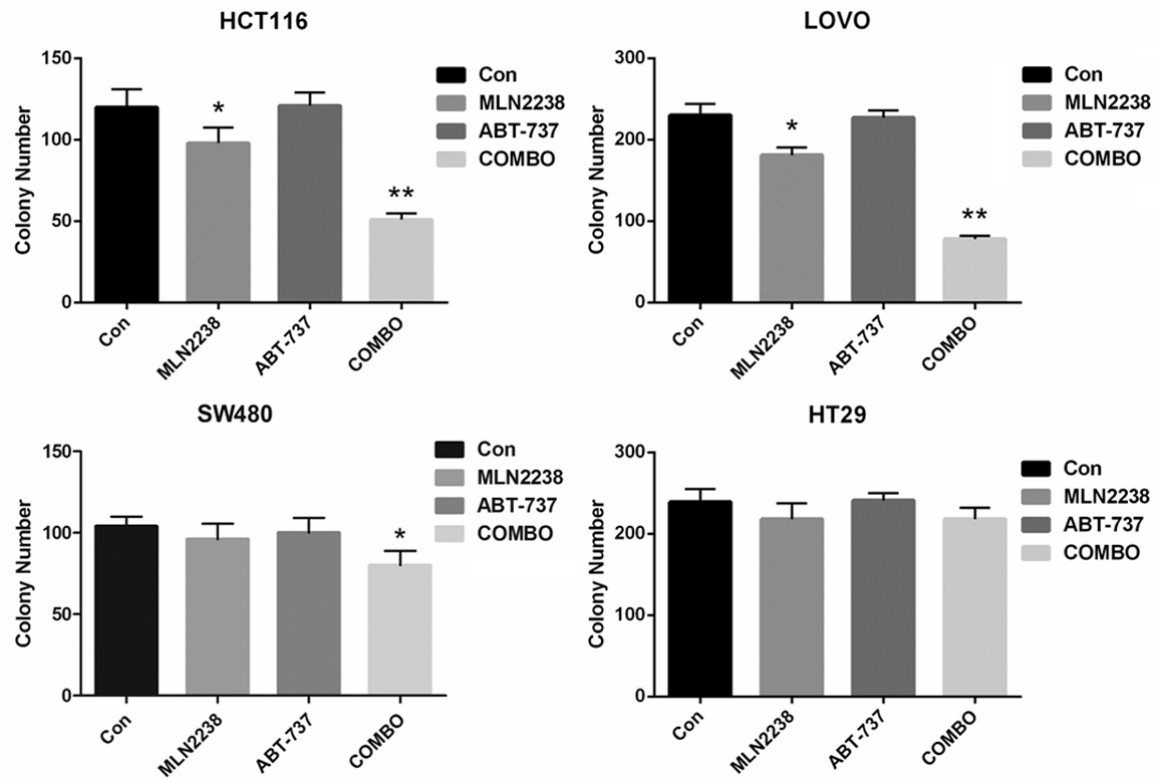 HCT116
150
100
50
0
Colony Number
*
**
Con
MLN2238
ABT-737
COMBO
Con
MLN2238
ABT-737
COMBO
LOVO
300
200
100
0
Colony Number
*
**
Con
MLN2238
ABT-737
COMBO
Con
MLN2238
ABT-737
COMBO
SW480
150
100
50
0
Colony Number
*
Con
MLN2238
ABT-737
COMBO
Con
MLN2238
ABT-737
COMBO
HT29
300
200
100
0
Colony Number
Con
MLN2238
ABT-737
COMBO
Con
MLN2238
ABT-737
COMBO